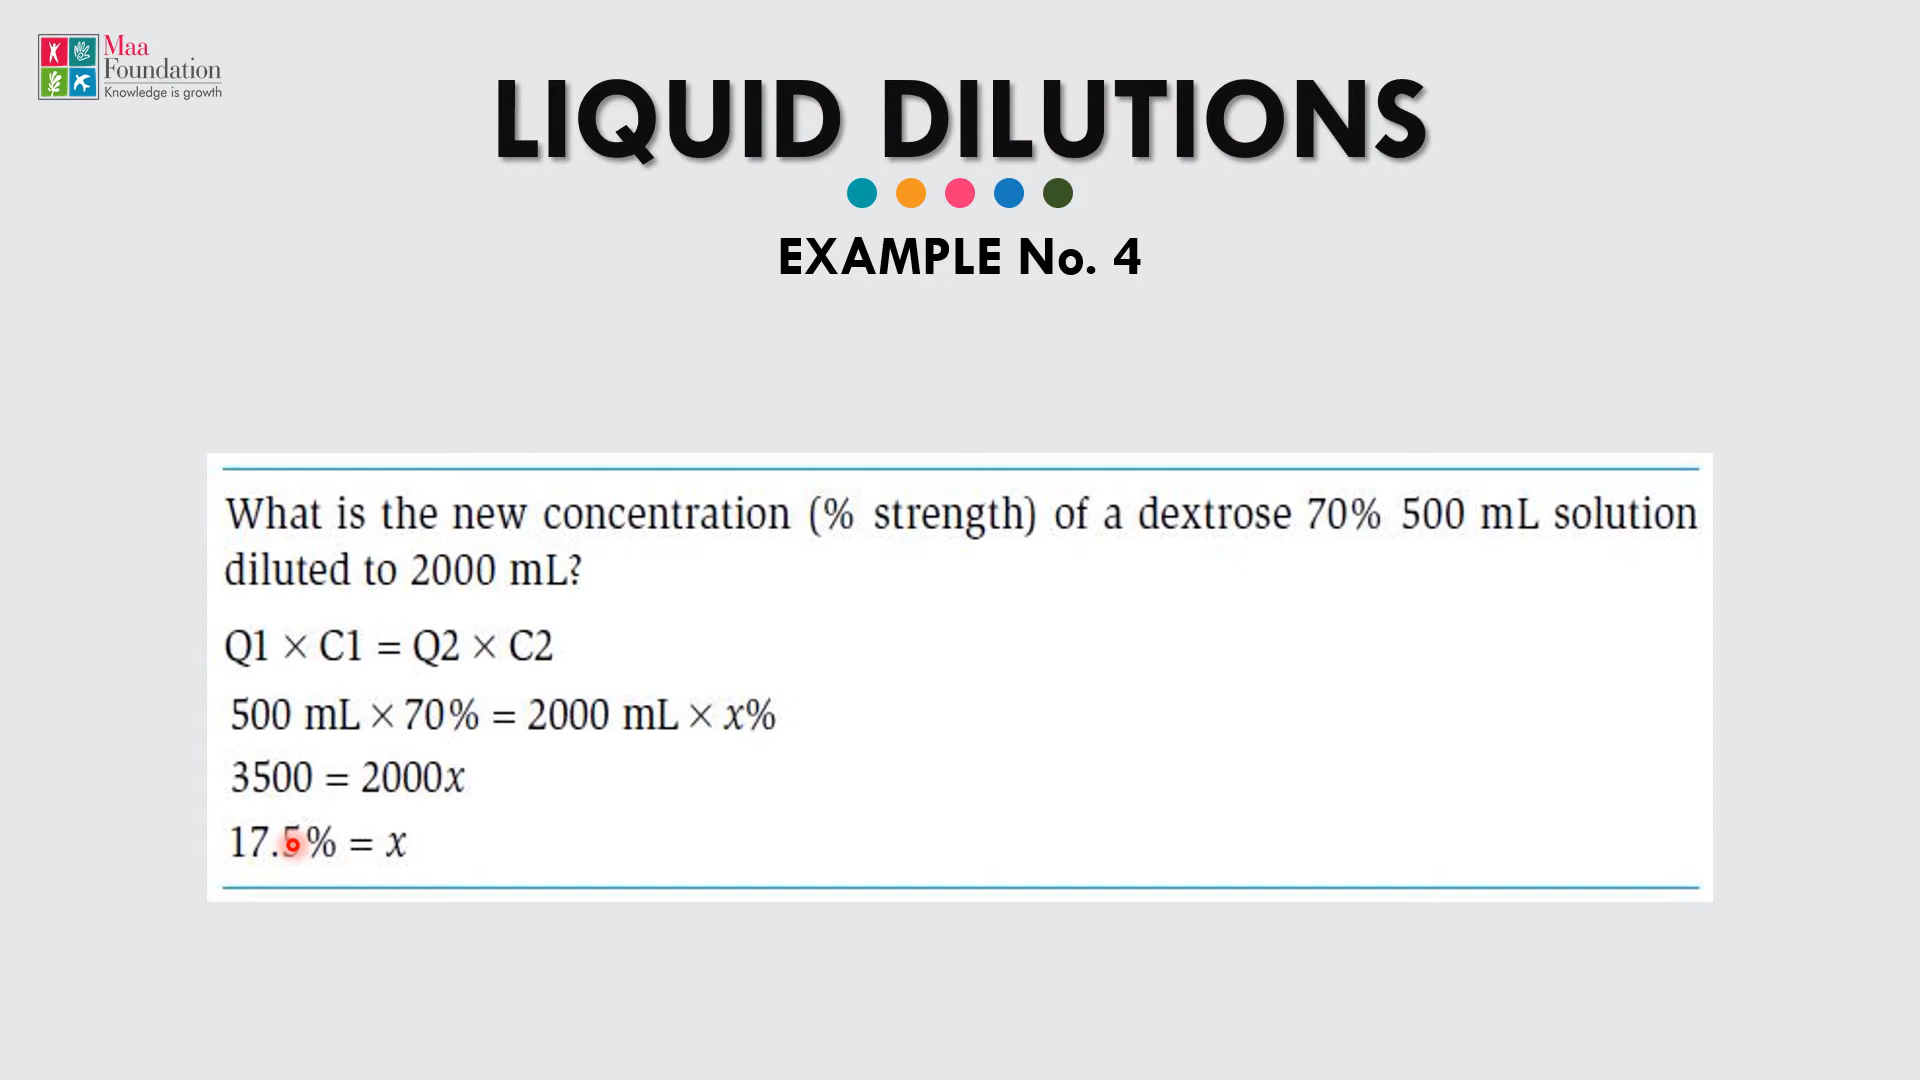 Maa
Foundation
Knowledge is growth
LIQUID DILUTIONS
EXAMPLE No. 4
What is the new concentration (% strength) of a dextrose 70% 500 mL solution
diluted to 2000 mL?
Q1 × C1 = Q2 × C2
500 mL × 70% = 2000 mL × x%
3500 = 2000x
17.5% = x